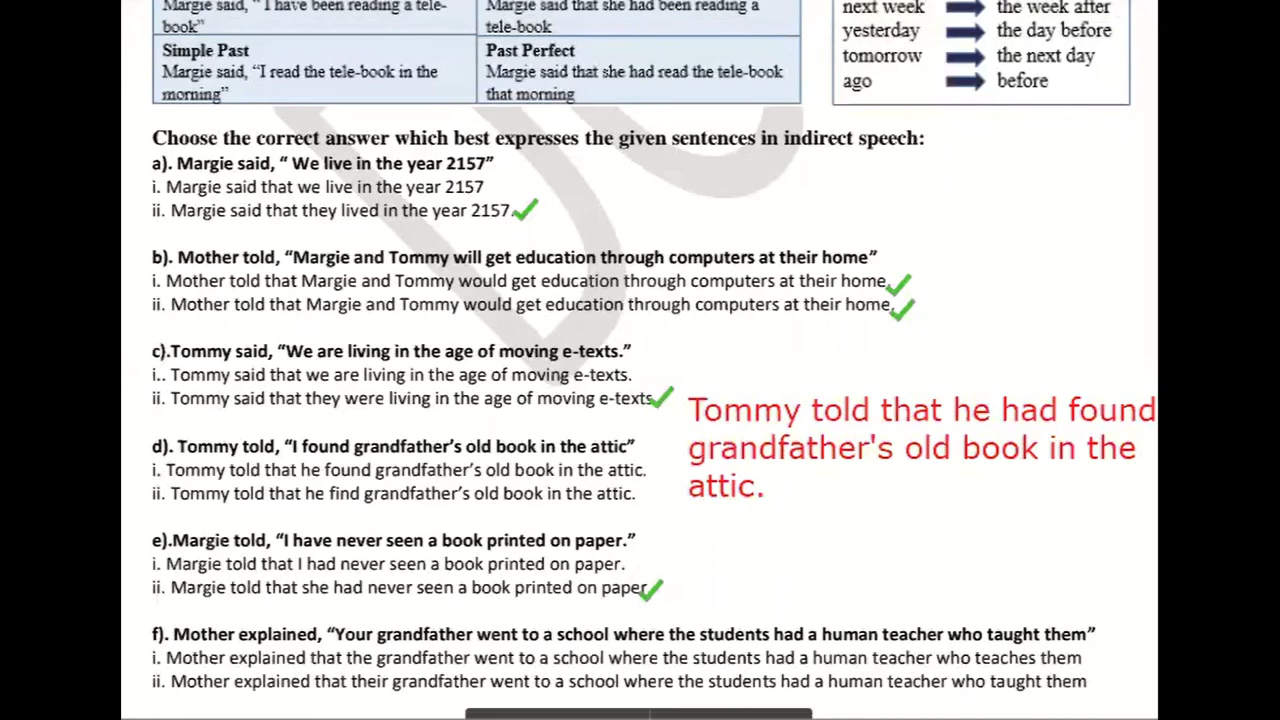 Margie said, “ I have been reading a tele-
book”
Margie said that she had been reading a
tele-book
Simple Past
Margie said, “I read the tele-book in the
morning”
Past Perfect
Margie said that she had read the tele-book
that morning
next week the week after
yesterday the day before
tomorrow the next day
ago before
Choose the correct answer which best expresses the given sentences in indirect speech:
a). Margie said, “ We live in the year 2157”
i. Margie said that we live in the year 2157
ii. Margie said that they lived in the year 2157.
b). Mother told, “Margie and Tommy will get education through computers at their home”
i. Mother told that Margie and Tommy would get education through computers at their home.
ii. Mother told that Margie and Tommy would get education through computers at their home.
c).Tommy said, “We are living in the age of moving e-texts.”
i.. Tommy said that we are living in the age of moving e-texts.
ii. Tommy said that they were living in the age of moving e-texts
d). Tommy told, “I found grandfather’s old book in the attic”
i. Tommy told that he found grandfather’s old book in the attic.
ii. Tommy told that he find grandfather’s old book in the attic.
Tommy told that he had found
grandfather's old book in the
attic.
e).Margie told, “I have never seen a book printed on paper.”
i. Margie told that I had never seen a book printed on paper.
ii. Margie told that she had never seen a book printed on paper
f). Mother explained, “Your grandfather went to a school where the students had a human teacher who taught them”
i. Mother explained that the grandfather went to a school where the students had a human teacher who teaches them
ii. Mother explained that their grandfather went to a school where the students had a human teacher who taught them